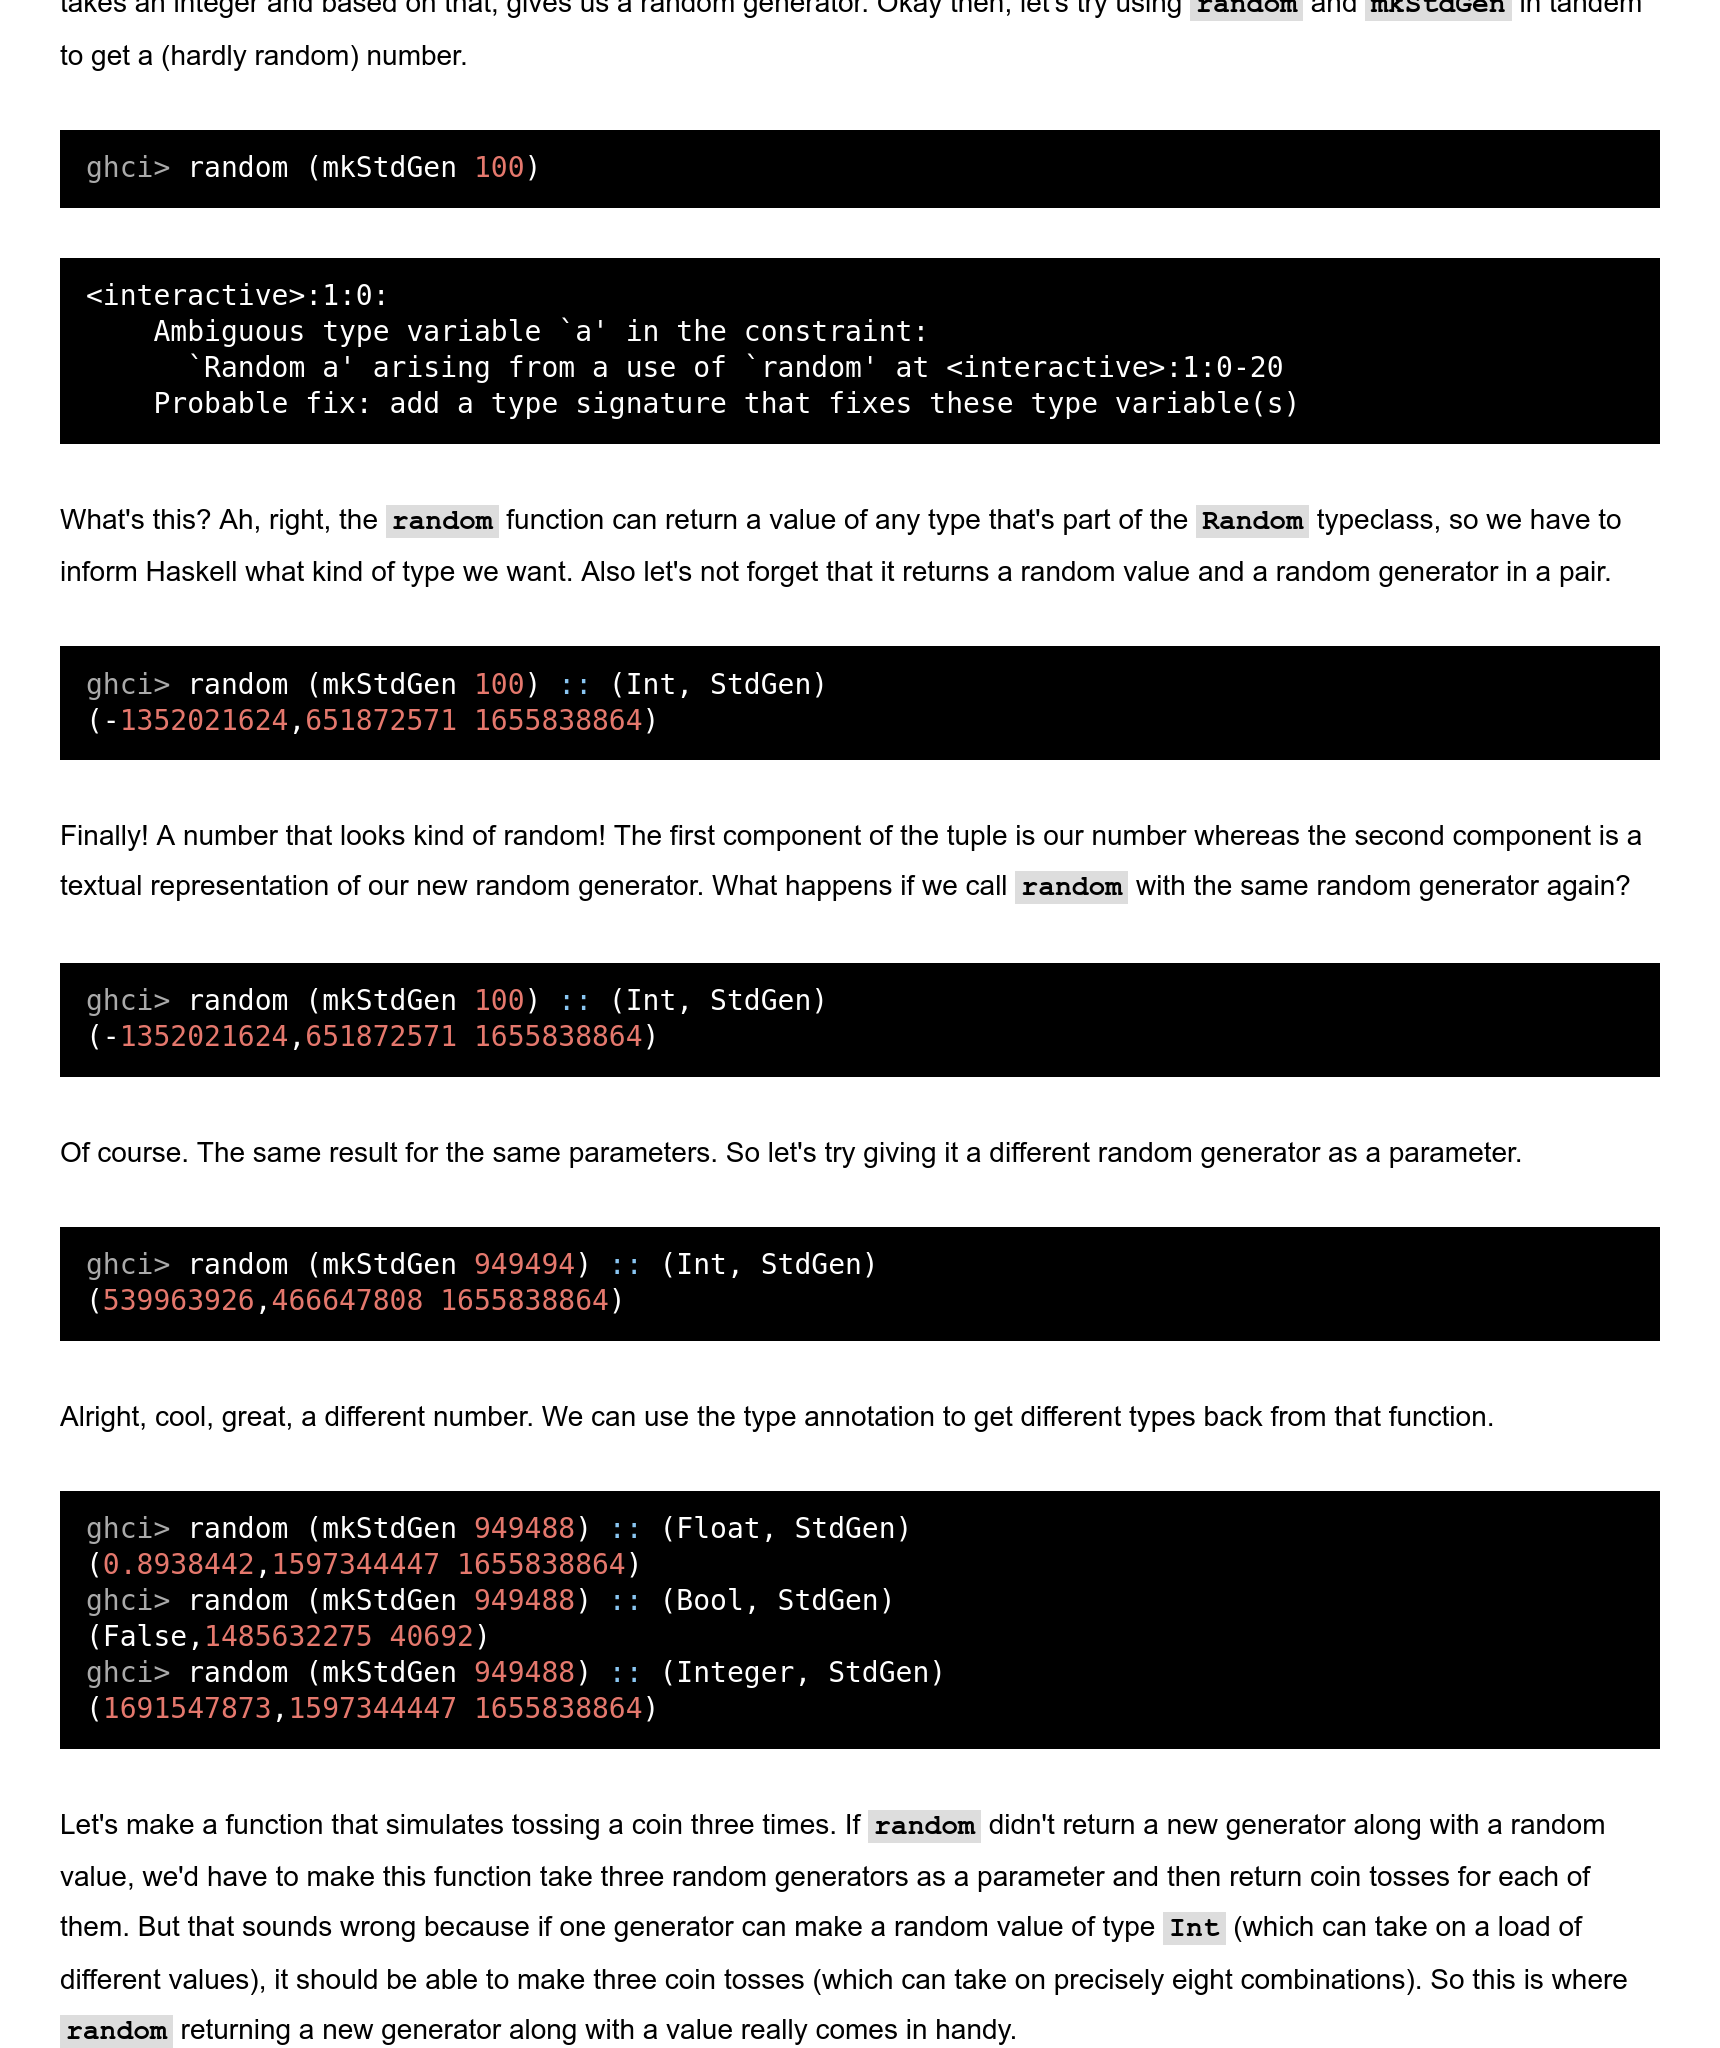 takes an integer and based on that, gives us a random generator. Okay then, let's try using random and mkStdGen in tandem
to get a (hardly random) number.
ghci> random (mkStdGen 100)
<interactive>:1:0:
    Ambiguous type variable `a' in the constraint:
      `Random a' arising from a use of `random' at <interactive>:1:0-20
    Probable fix: add a type signature that fixes these type variable(s)
What's this? Ah, right, the random function can return a value of any type that's part of the Random typeclass, so we have to
inform Haskell what kind of type we want. Also let's not forget that it returns a random value and a random generator in a pair.
ghci> random (mkStdGen 100) :: (Int, StdGen)
(-1352021624,651872571 1655838864)
Finally! A number that looks kind of random! The first component of the tuple is our number whereas the second component is a
textual representation of our new random generator. What happens if we call random with the same random generator again?
ghci> random (mkStdGen 100) :: (Int, StdGen)
(-1352021624,651872571 1655838864)
Of course. The same result for the same parameters. So let's try giving it a different random generator as a parameter.
ghci> random (mkStdGen 949494) :: (Int, StdGen)
(539963926,466647808 1655838864)
Alright, cool, great, a different number. We can use the type annotation to get different types back from that function.
ghci> random (mkStdGen 949488) :: (Float, StdGen)
(0.8938442,1597344447 1655838864)
ghci> random (mkStdGen 949488) :: (Bool, StdGen)
(False,1485632275 40692)
ghci> random (mkStdGen 949488) :: (Integer, StdGen)
(1691547873,1597344447 1655838864)
Let's make a function that simulates tossing a coin three times. If random didn't return a new generator along with a random
value, we'd have to make this function take three random generators as a parameter and then return coin tosses for each of
them. But that sounds wrong because if one generator can make a random value of type Int (which can take on a load of
different values), it should be able to make three coin tosses (which can take on precisely eight combinations). So this is where
random returning a new generator along with a value really comes in handy.